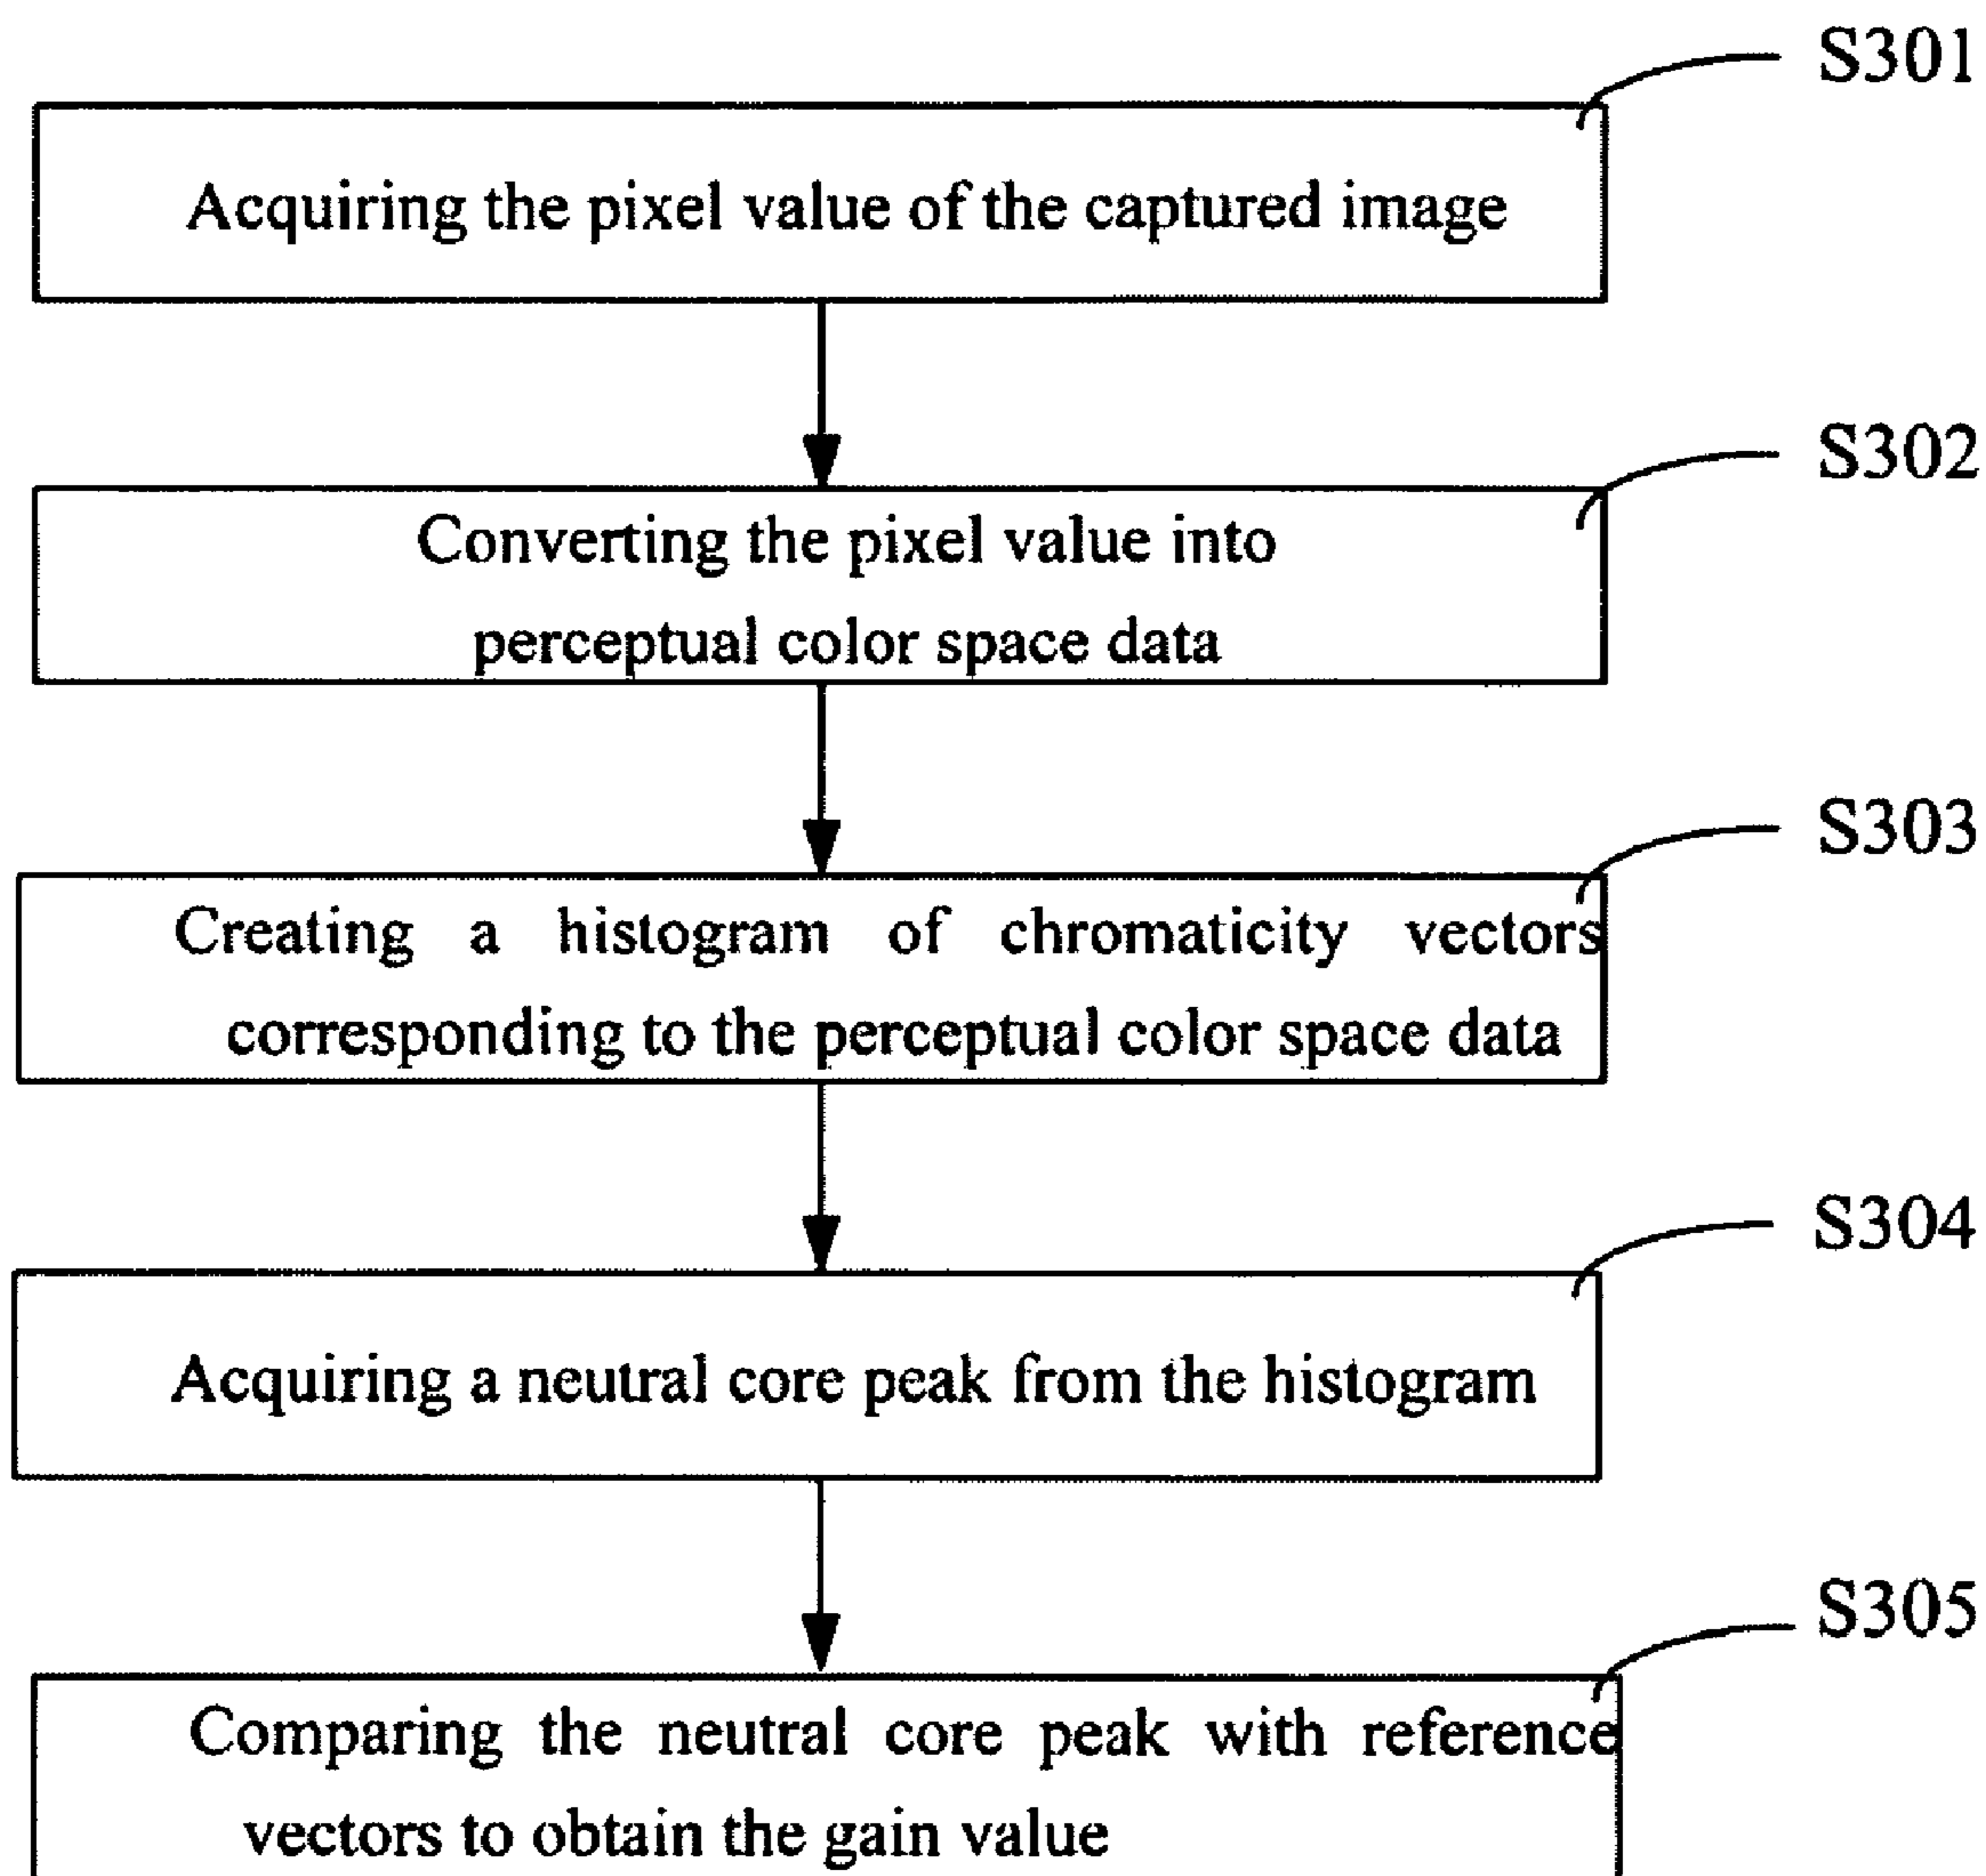 S301
Acquiring the pixel value of the captured image
S302
Converting the pixel value into
perceptual color space data
S303
Creating a histogram of chromaticity vectors
corresponding to the perceptual color space data
S304
Acquiring a neutral core peak from the histogram
S305
Comparing the neutral core peak with reference
vectors to obtain the gain value